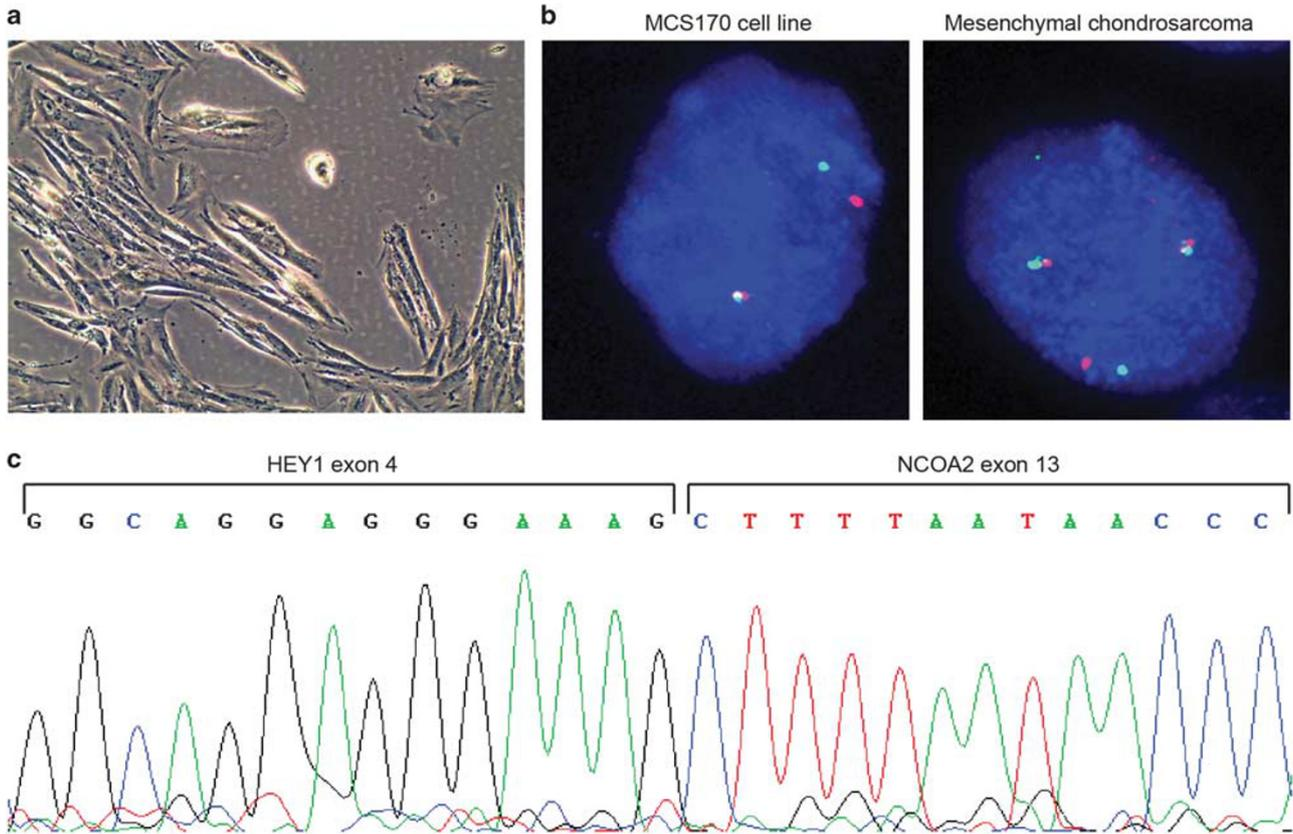 a
b
MCS170 cell line
Mesenchymal chondrosarcoma
c
HEY1 exon 4
NCOA2 exon 13
G G C A G G A G G G A A A G C T T T T A A T A A C C C